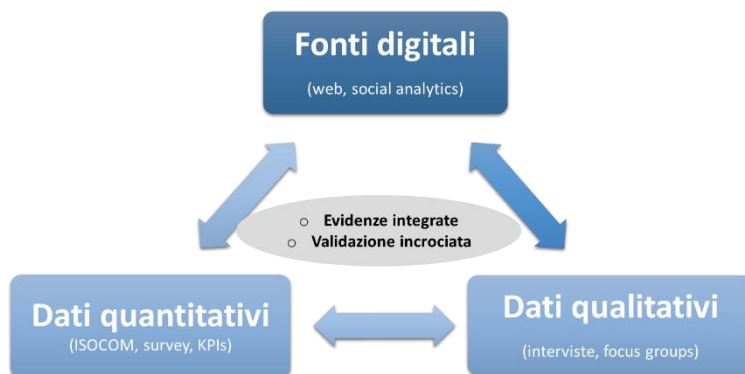 Fonti digitali
(web, social analytics)
○ Evidenze integrate
○ Validazione incrociata
Dati quantitativi
(ISOCOM, survey, KPIs)
Dati qualitativi
(interviste, focus groups)